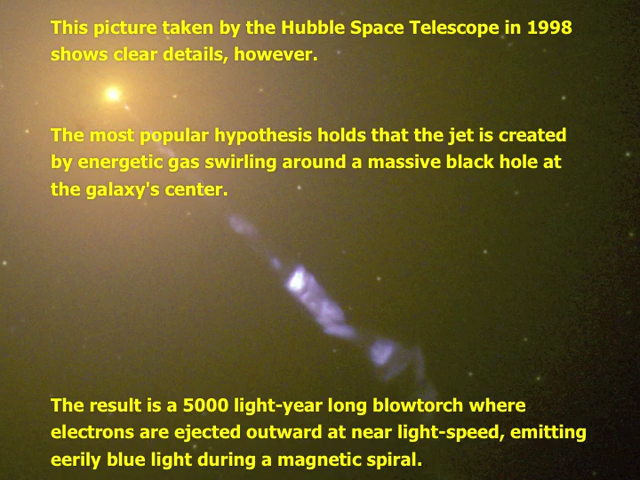 This picture taken by the Hubble Space Telescope in 1998
shows clear details, however.
The most popular hypothesis holds that the jet is created
by energetic gas swirling around a massive black hole at
the galaxy's center.
The result is a 5000 light-year long blowtorch where
electrons are ejected outward at near light-speed, emitting
eerily blue light during a magnetic spiral.